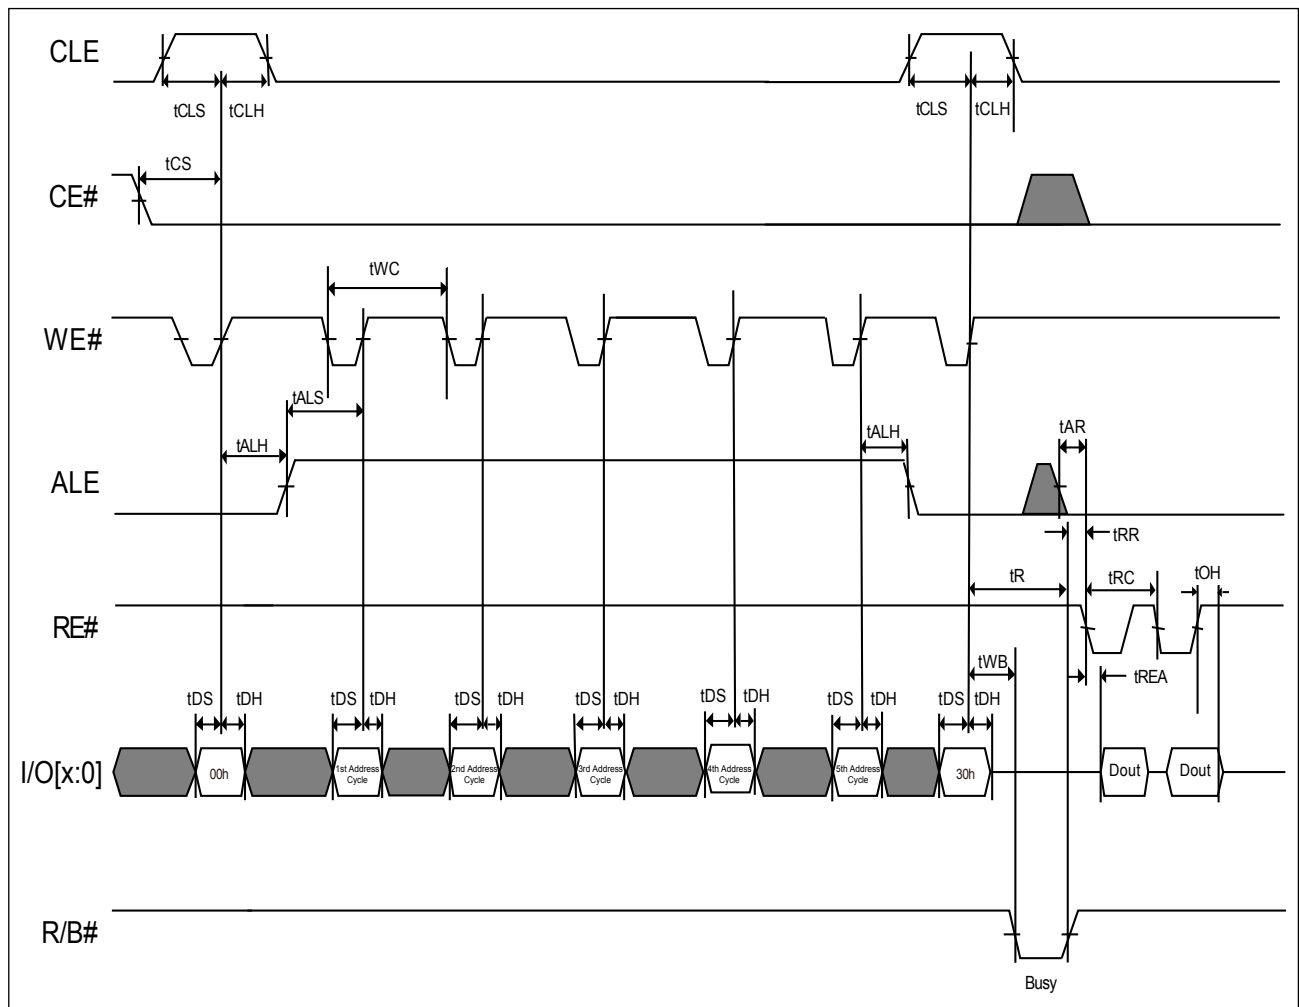 CLE
tCLS tCLH tCLS tCLH
tCS
CE#
tWC
WE#
tALS
tALH tALH tAR
ALE
tRR
tR tRC tOH
RE#
tWB tREA
tDS tDH tDS tDH tDS tDH tDS tDH tDS tDH tDS tDH tDS tDH
I/O[x:0] 00h 1st Address Cycle 2nd Address Cycle 3rd Address Cycle 4th Address Cycle 5th Address Cycle 30h Dout Dout
R/B#
Busy